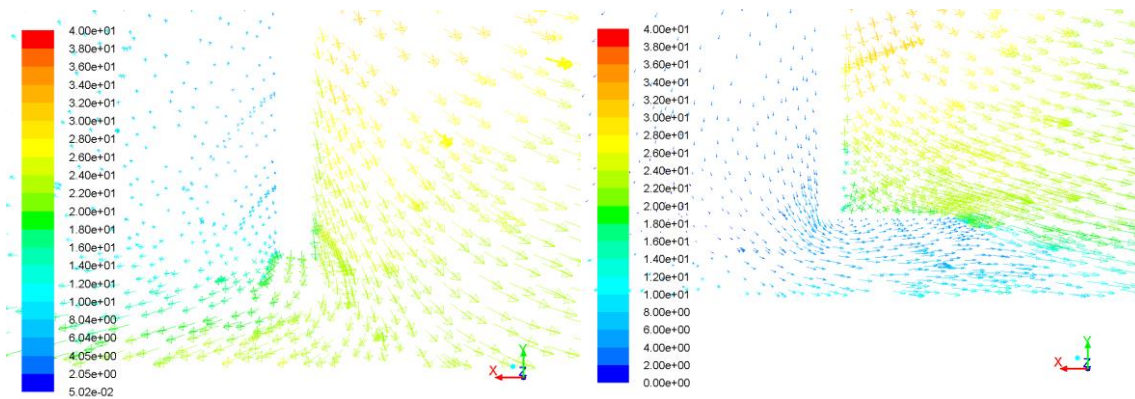 4.00e+01
3.80e+01
3.60e+01
3.40e+01
3.20e+01
3.00e+01
2.80e+01
2.60e+01
2.40e+01
2.20e+01
2.00e+01
1.80e+01
1.60e+01
1.40e+01
1.20e+01
1.00e+01
8.04e+00
6.04e+00
4.05e+00
2.05e+00
5.02e-02
Y
X
Z
4.00e+01
3.80e+01
3.60e+01
3.40e+01
3.20e+01
3.00e+01
2.80e+01
2.60e+01
2.40e+01
2.20e+01
2.00e+01
1.80e+01
1.60e+01
1.40e+01
1.20e+01
1.00e+01
8.00e+00
6.00e+00
4.00e+00
2.00e+00
0.00e+00
Y
X
Z